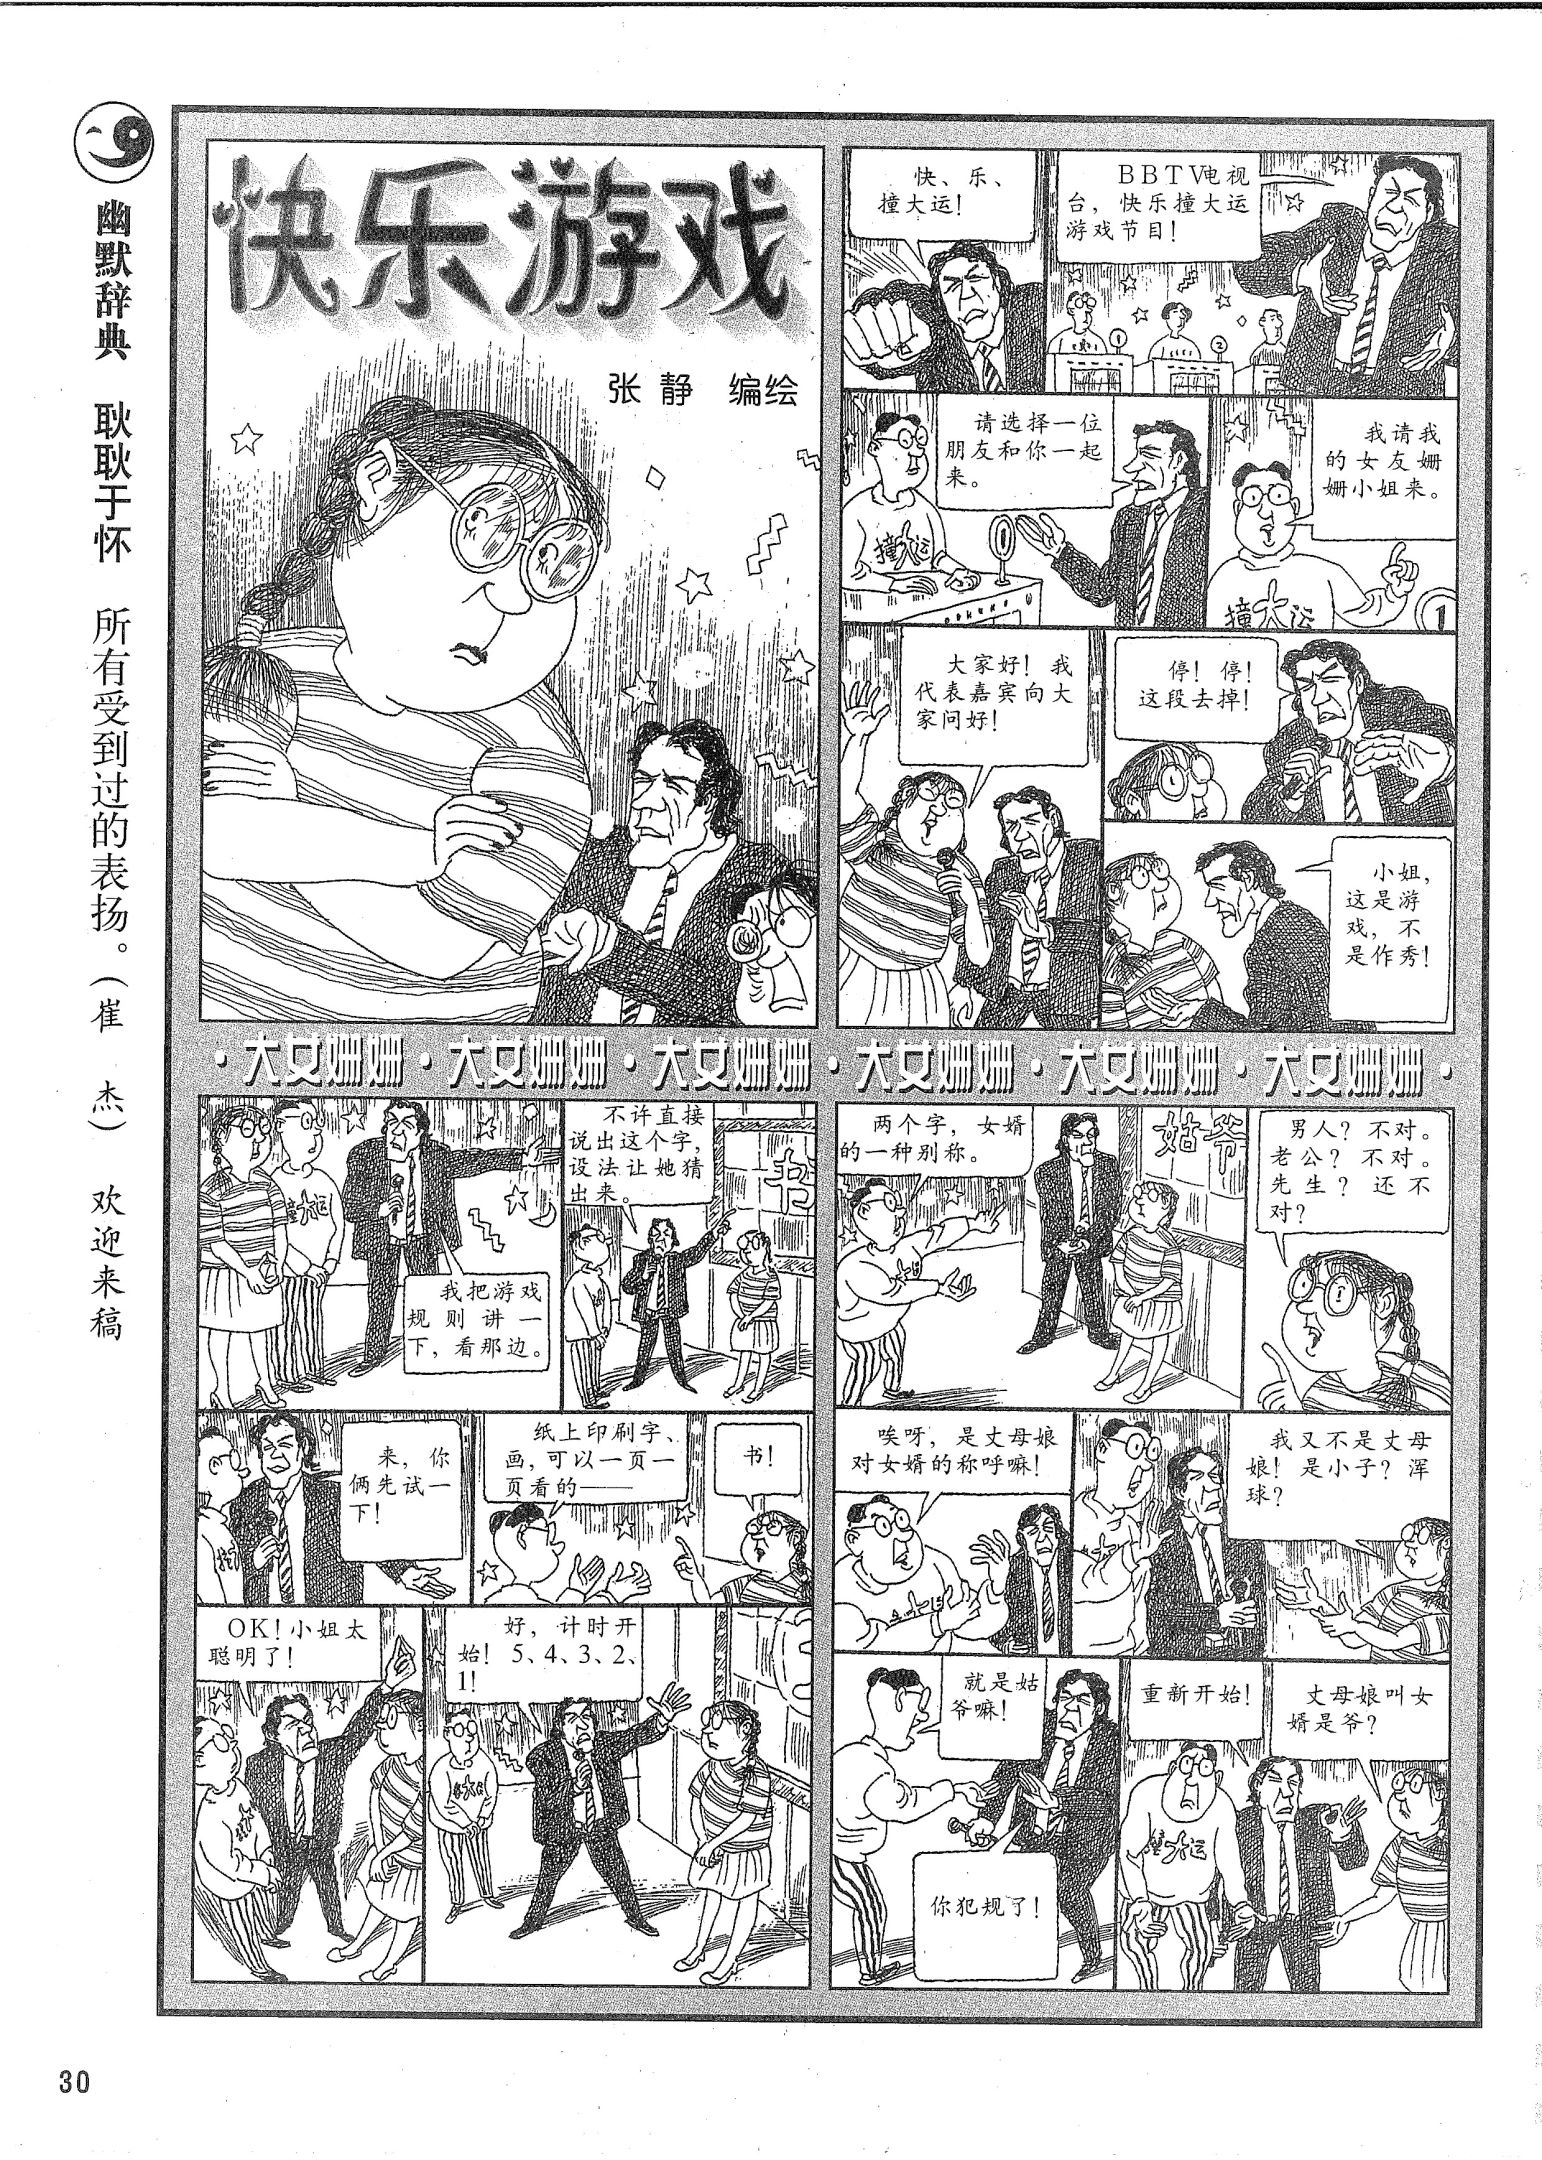 幽默辞典 耿耿于怀 所有受到过的表扬。（崔 杰） 欢迎来稿
快乐游戏
张 静 编绘
快、乐、
撞大运！
BBTV电视
台，快乐撞大运
游戏节目！
1
2
请选择一位
朋友和你一起
来。
撞大运
1
我请我
的女友姗
姗小姐来。
撞大运
1
大家好！我
代表嘉宾向大
家问好！
停！停！
这段去掉！
小姐，
这是游
戏，不
是作秀！
·大女姗姗·大女姗姗·大女姗姗·大女姗姗·大女姗姗·大女姗姗·
撞大运
我把游戏
规则讲一
下，看那边。
不许直接
说出这个字，
设法让她猜
出来。
书
来，你
俩先试一
下！
纸上印刷字、
画，可以一页一
页看的——
书！
OK！小姐太
聪明了！
好，计时开
始！5、4、3、2、
1！
两个字，女婿
的一种别称。
姑爷
男人？不对。
老公？不对。
先生？还不
对？
唉呀，是丈母娘
对女婿的称呼嘛！
我又不是丈母
娘！是小子？浑
球？
就是姑
爷嘛！
你犯规了！
重新开始！
丈母娘叫女
婿是爷？
撞大运
30